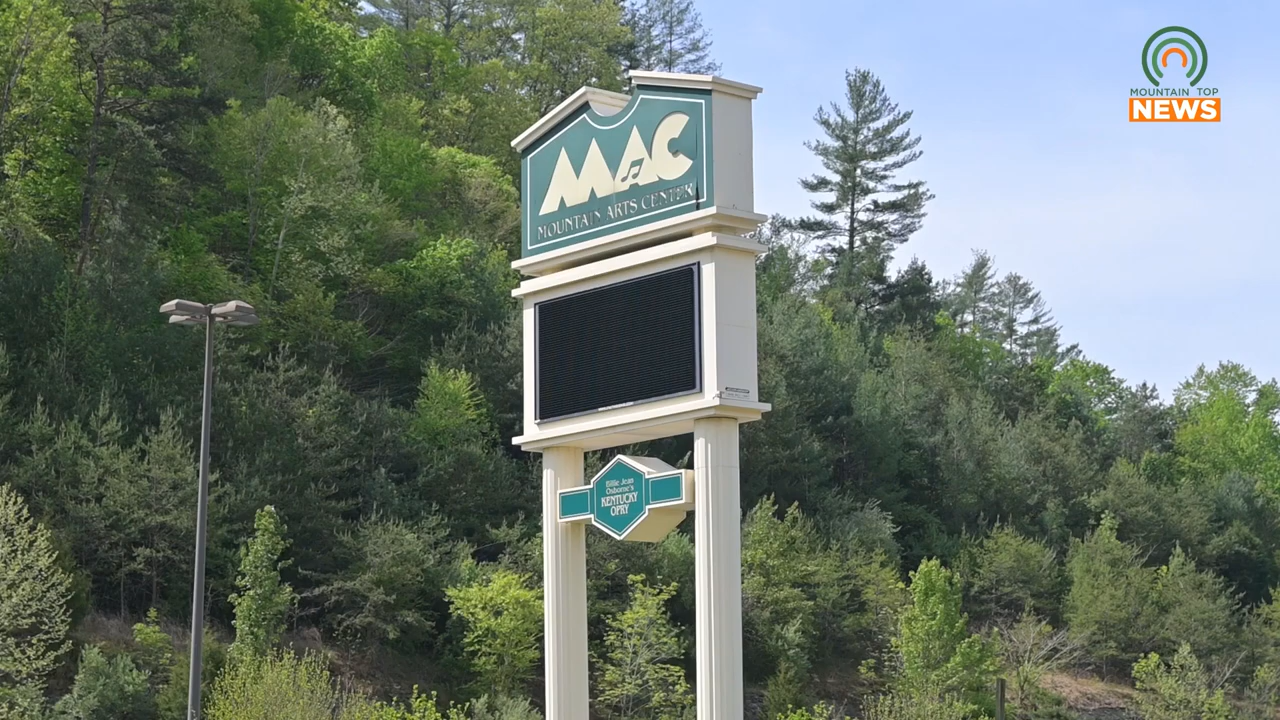 MAC
MOUNTAIN ARTS CENTER
Billie Jean
Osborne's
KENTUCKY
OPRY
MOUNTAIN TOP
NEWS